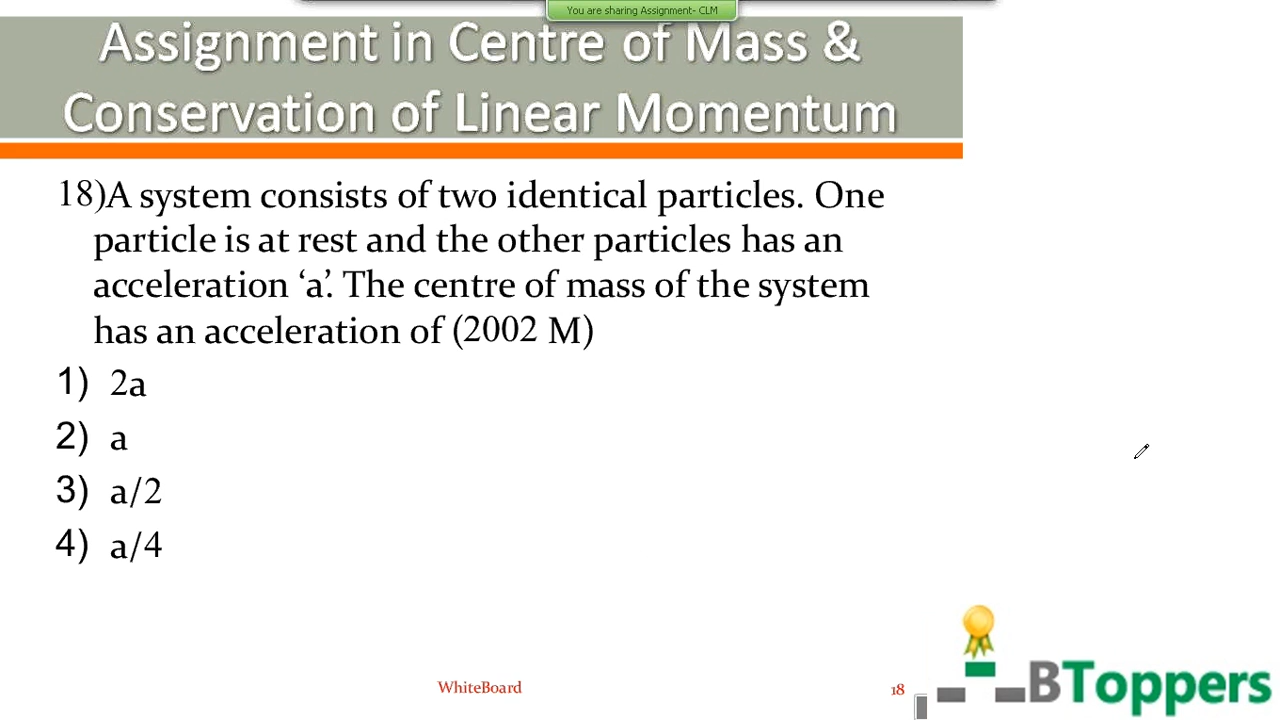 You are sharing Assignment- CLM
Assignment in Centre of Mass &
Conservation of Linear Momentum
18)A system consists of two identical particles. One
particle is at rest and the other particles has an
acceleration ‘a’. The centre of mass of the system
has an acceleration of (2002 M)
1) 2a
2) a
3) a/2
4) a/4
WhiteBoard
18
BToppers